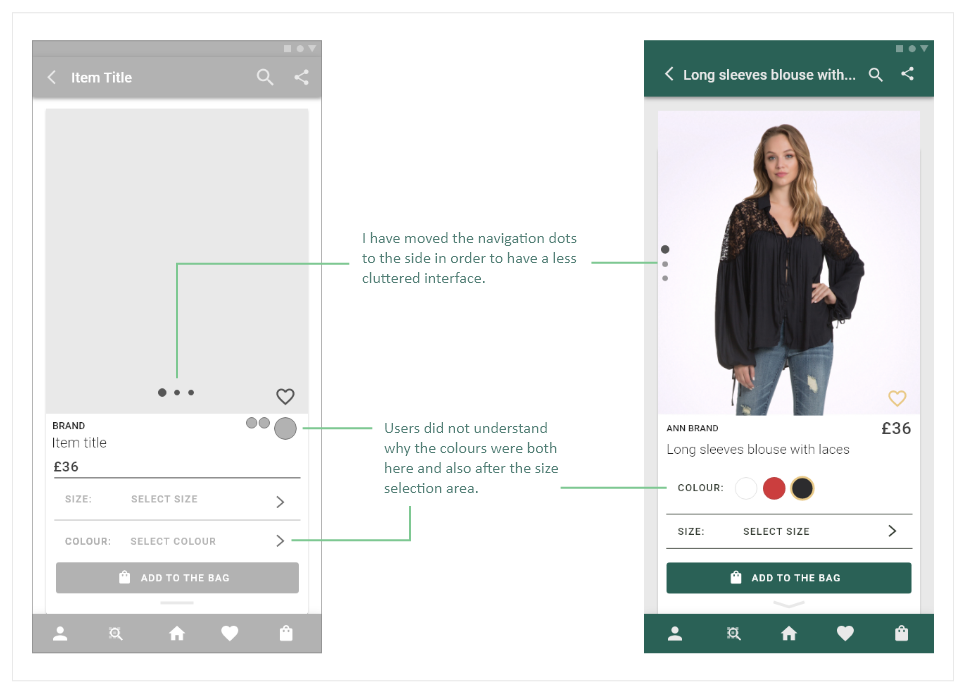 Item Title
BRAND
Item title
£36
SIZE: SELECT SIZE
COLOUR: SELECT COLOUR
ADD TO THE BAG
I have moved the navigation dots
to the side in order to have a less
cluttered interface.
Users did not understand
why the colours were both
here and also after the size
selection area.
Long sleeves blouse with...
ANN BRAND £36
Long sleeves blouse with laces
COLOUR:
SIZE: SELECT SIZE
ADD TO THE BAG